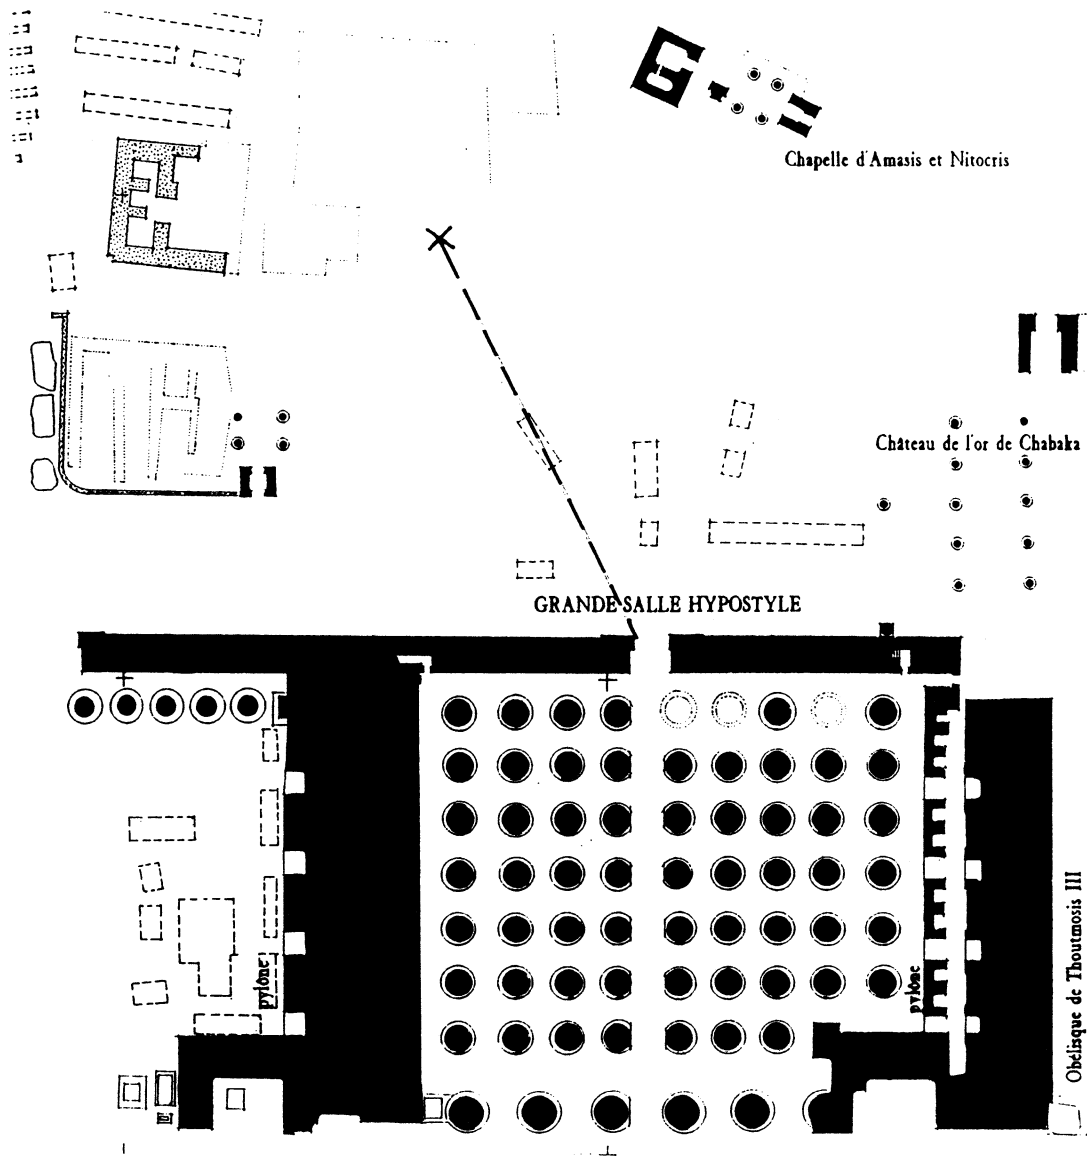 Chapelle d'Amasis et Nitocris
Château de l'or de Chabaka
GRANDE SALLE HYPOSTYLE
pylône
pylône
Obélisque de Thoutmosis III